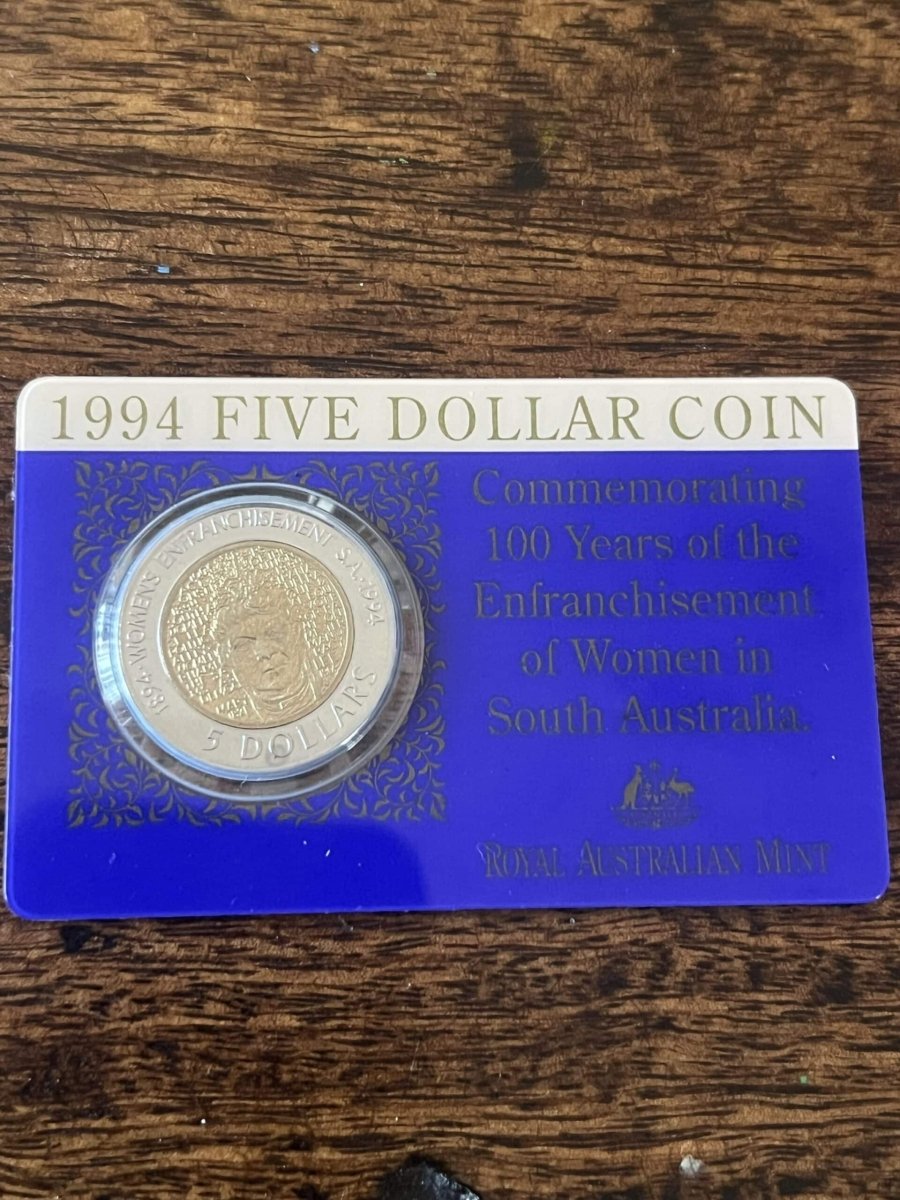 1994 FIVE DOLLAR COIN
1894·WOMEN'S ENFRANCHISEMENT S.A.·1994
5 DOLLARS
Commemorating
100 Years of the
Enfranchisement
of Women in
South Australia.
ROYAL AUSTRALIAN MINT